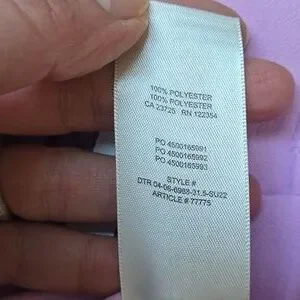 100% POLYESTER
100% POLYESTER
CA 23725 RN 122354
PO 4500165991
PO 4500165992
PO 4500165993
STYLE #
DTR 04-06-6988-31.5-SU22
ARTICLE # 77775